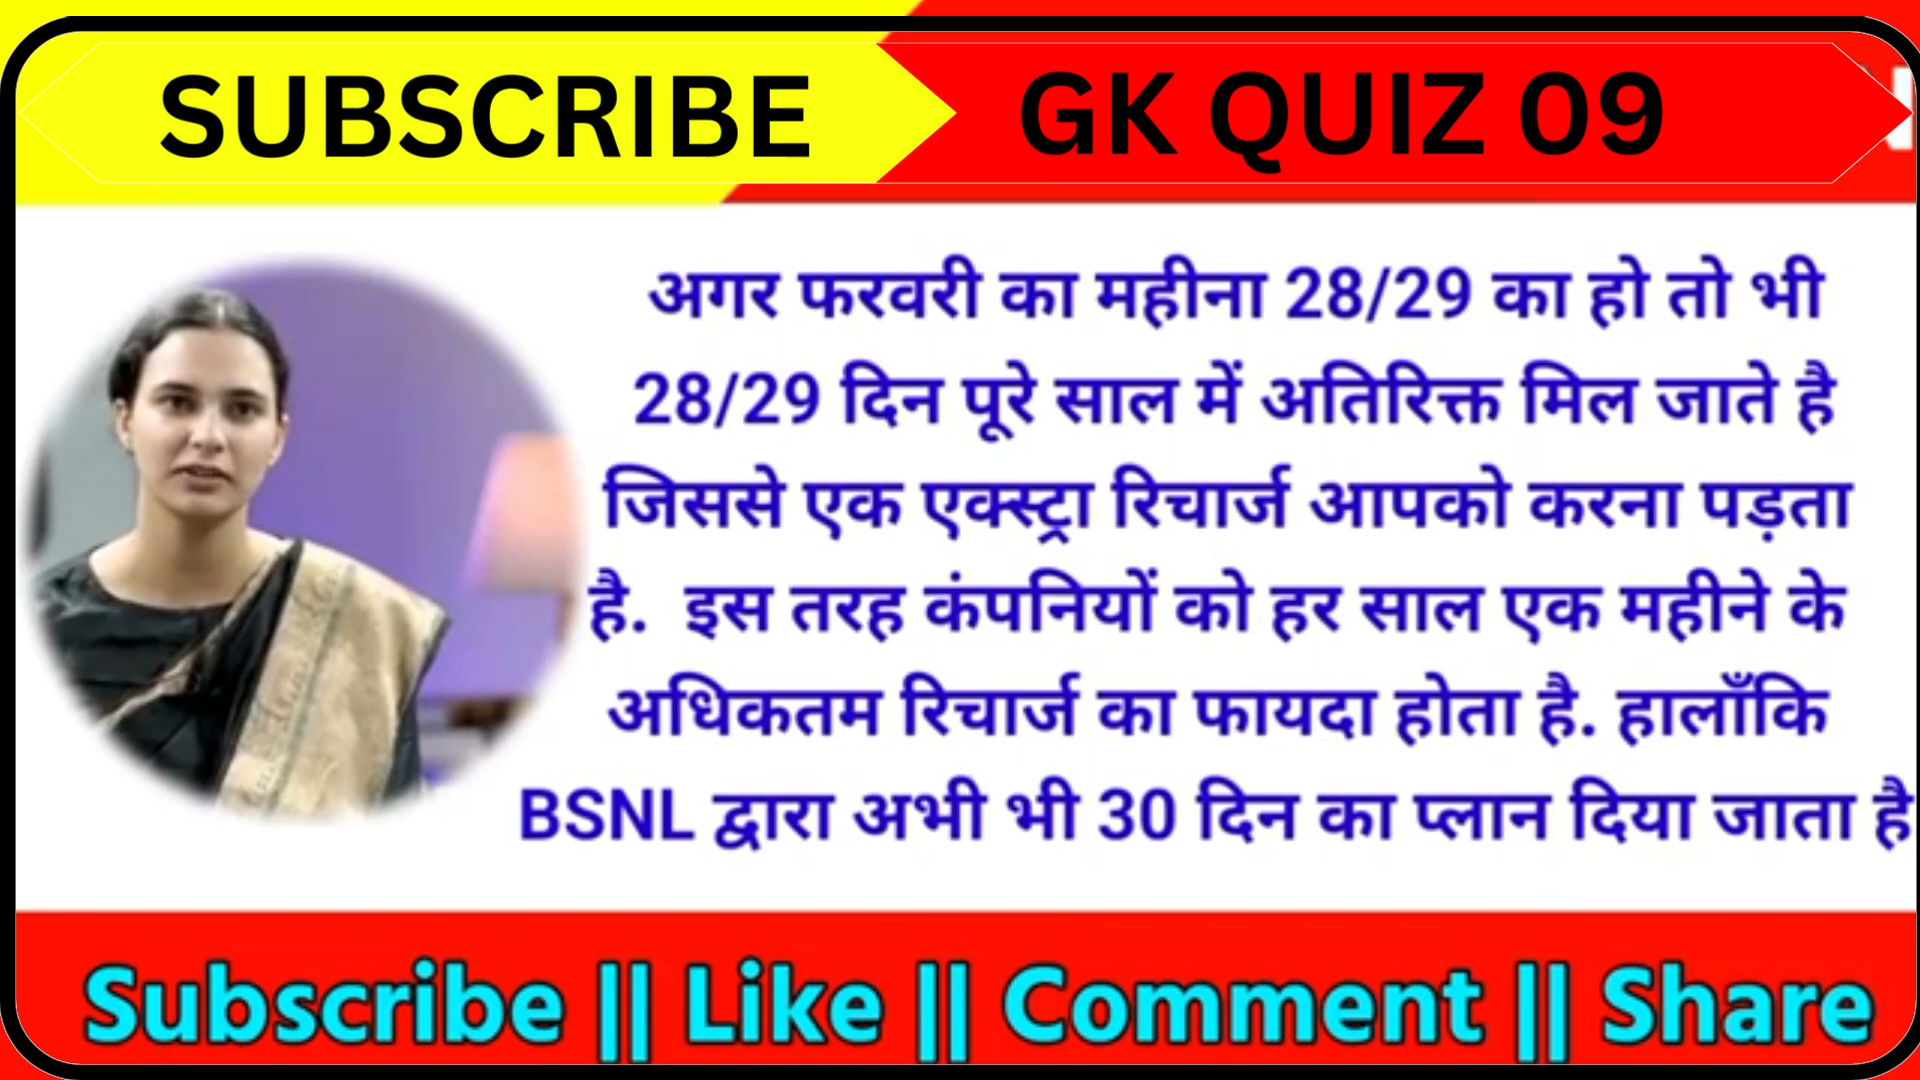 SUBSCRIBE GK QUIZ 09
अगर फरवरी का महीना 28/29 का हो तो भी
28/29 दिन पूरे साल में अतिरिक्त मिल जाते है
जिससे एक एक्स्ट्रा रिचार्ज आपको करना पड़ता
है. इस तरह कंपनियों को हर साल एक महीने के
अधिकतम रिचार्ज का फायदा होता है. हालाँकि
BSNL द्वारा अभी भी 30 दिन का प्लान दिया जाता है
Subscribe || Like || Comment || Share